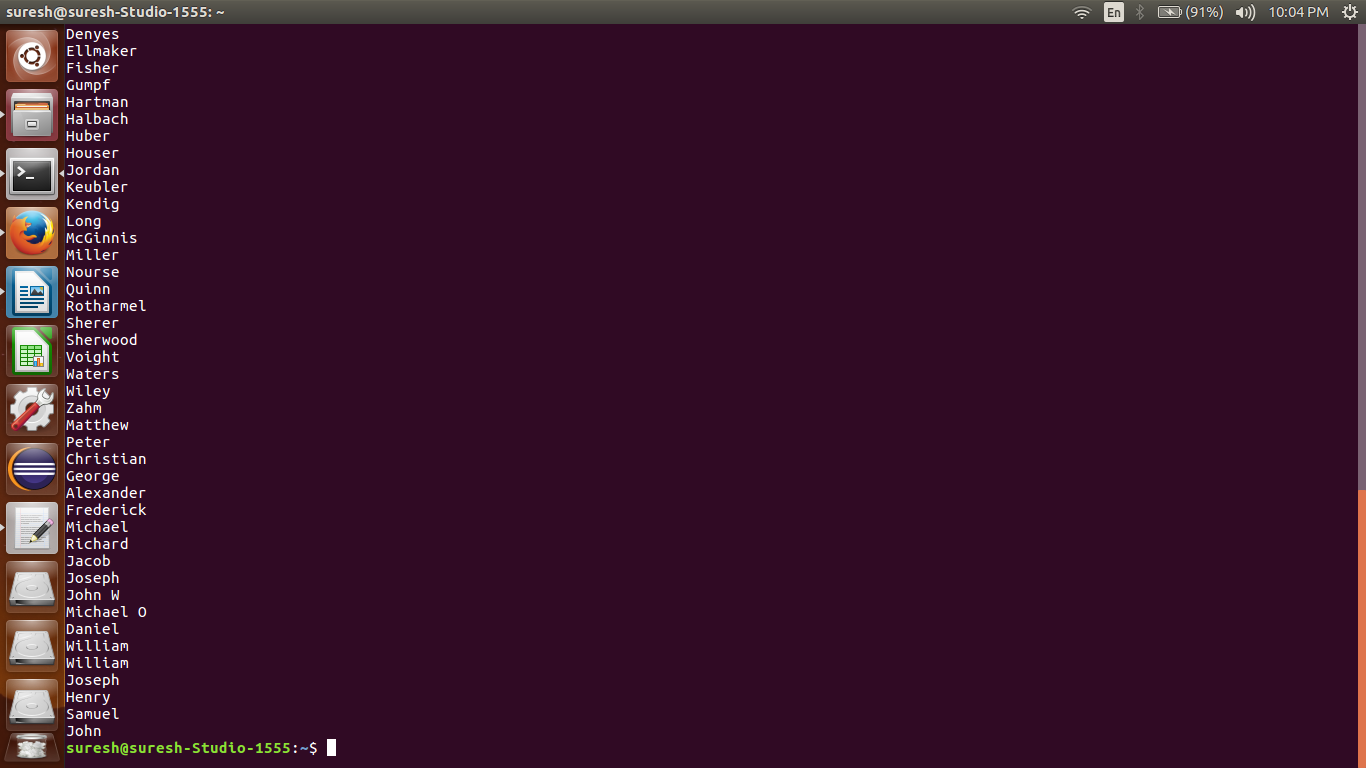 suresh@suresh-Studio-1555: ~
En
(91%)
10:04 PM
Denyes
Ellmaker
Fisher
Gumpf
Hartman
Halbach
Huber
Houser
Jordan
Keubler
Kendig
Long
McGinnis
Miller
Nourse
Quinn
Rotharmel
Sherer
Sherwood
Voight
Waters
Wiley
Zahm
Matthew
Peter
Christian
George
Alexander
Frederick
Michael
Richard
Jacob
Joseph
John W
Michael O
Daniel
William
William
Joseph
Henry
Samuel
John
suresh@suresh-Studio-1555:~$